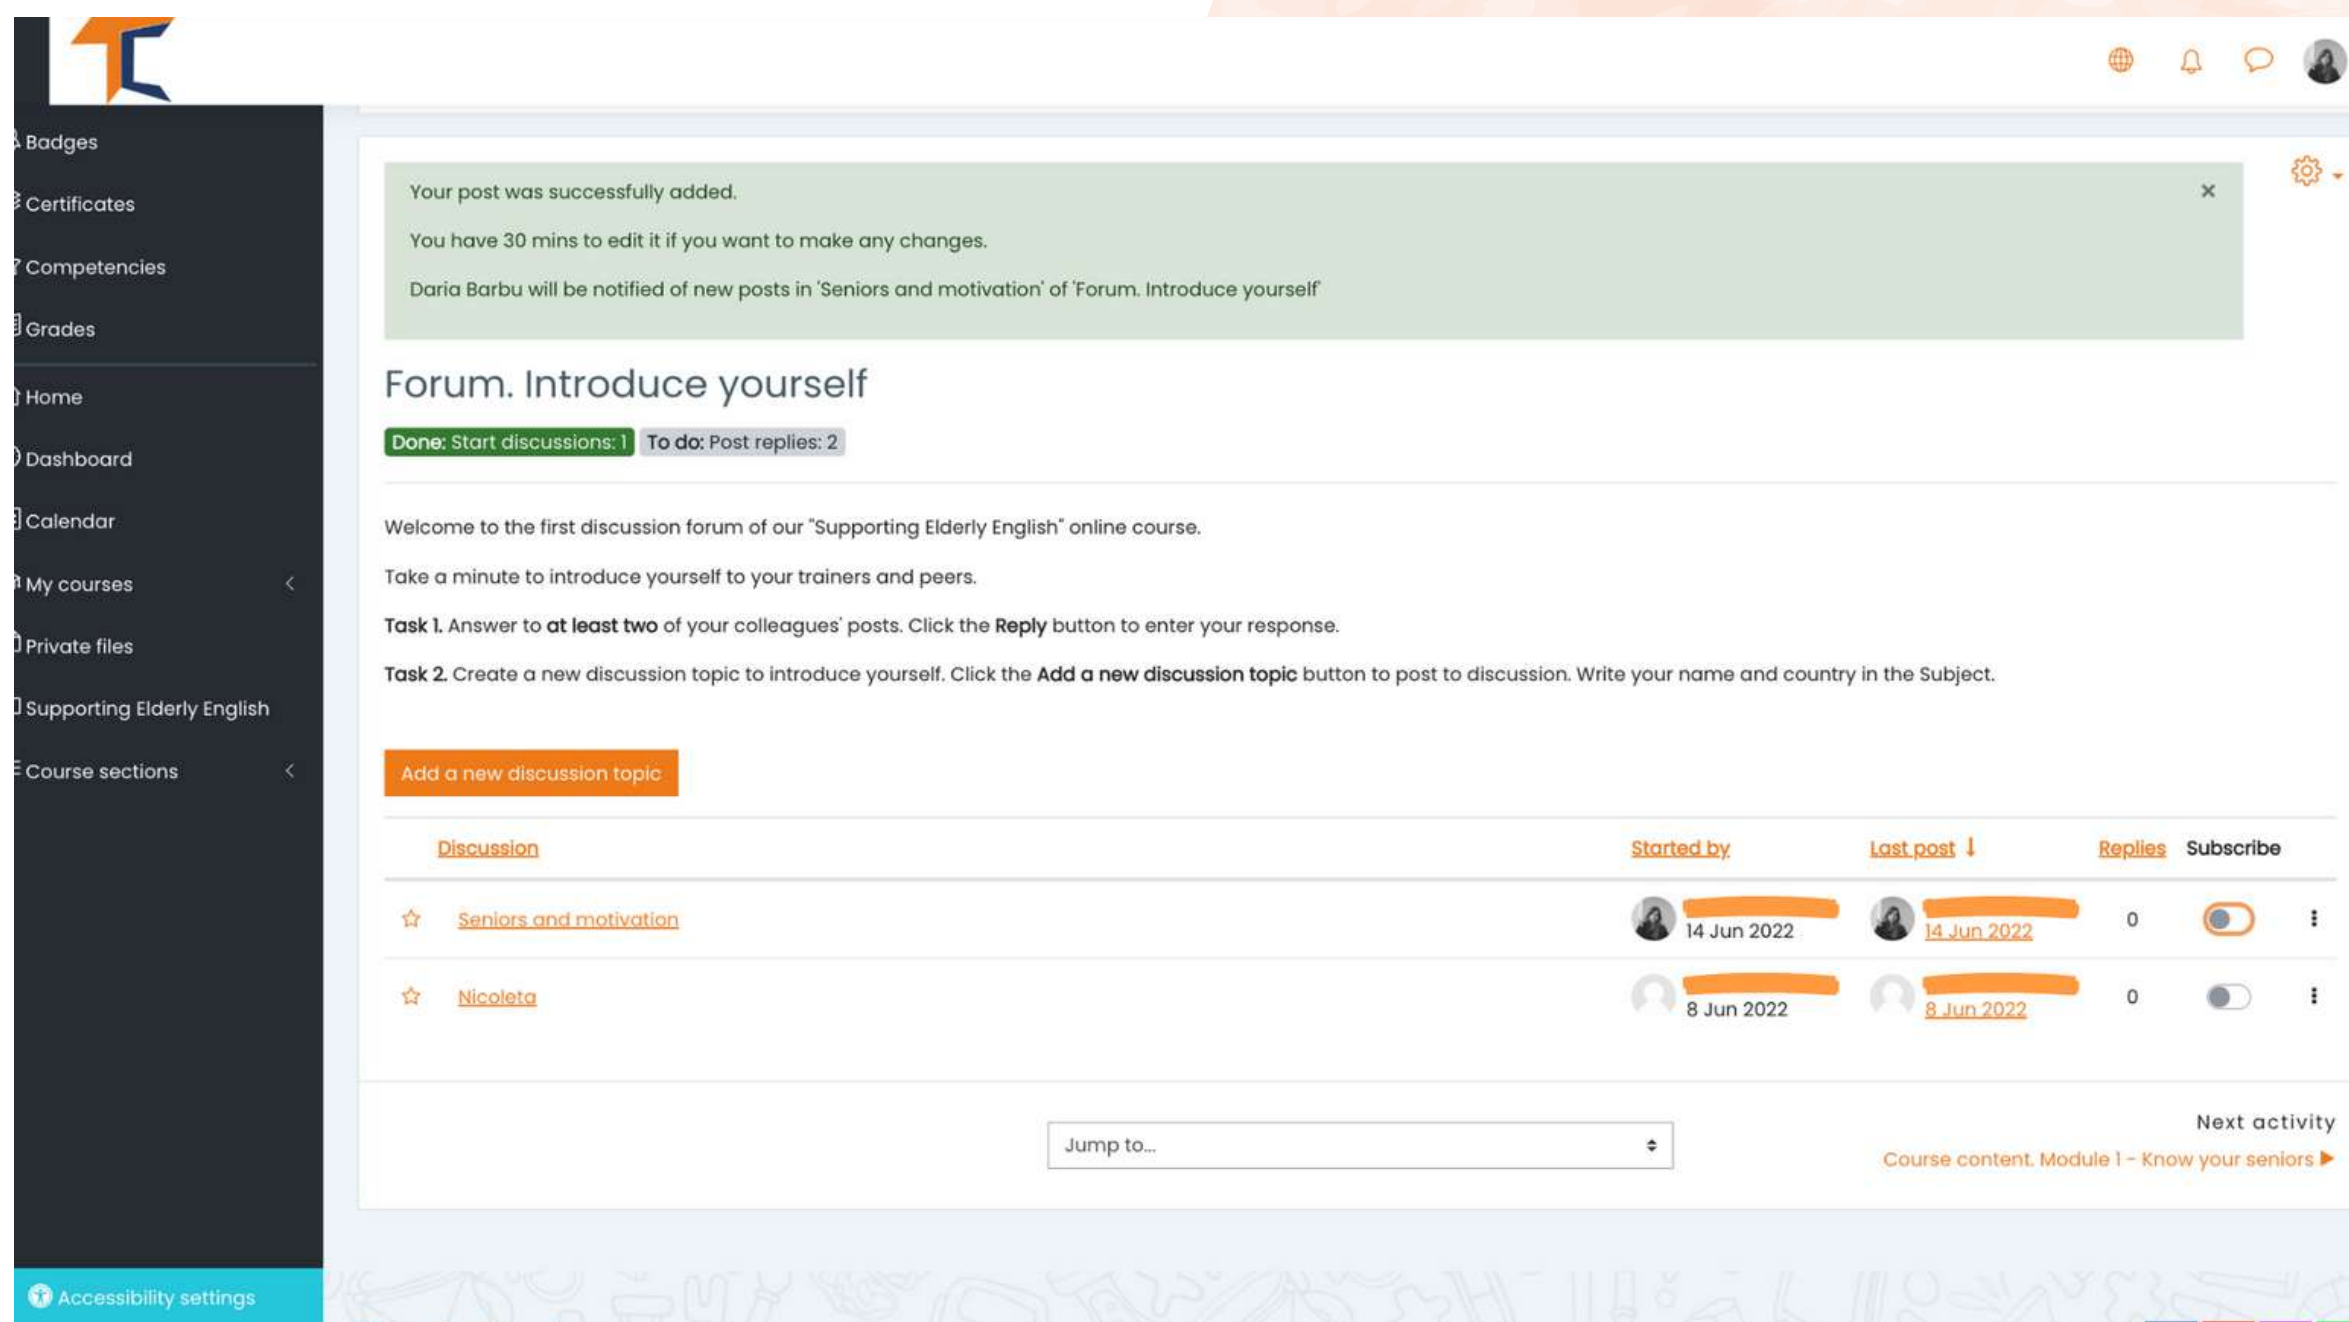 TC
Badges
Certificates
Competencies
Grades
Home
Dashboard
Calendar
My courses
Private files
Supporting Elderly English
Course sections
Accessibility settings
Your post was successfully added.
You have 30 mins to edit it if you want to make any changes.
Daria Barbu will be notified of new posts in 'Seniors and motivation' of 'Forum. Introduce yourself'
Forum. Introduce yourself
Done: Start discussions: 1 To do: Post replies: 2
Welcome to the first discussion forum of our "Supporting Elderly English" online course.
Take a minute to introduce yourself to your trainers and peers.
Task 1. Answer to at least two of your colleagues' posts. Click the Reply button to enter your response.
Task 2. Create a new discussion topic to introduce yourself. Click the Add a new discussion topic button to post to discussion. Write your name and country in the Subject.
Add a new discussion topic
Discussion Started by Last post ↓ Replies Subscribe
Seniors and motivation 14 Jun 2022 14 Jun 2022 0
Nicoleta 8 Jun 2022 8 Jun 2022 0
Jump to...
Next activity
Course content. Module 1 - Know your seniors ▶